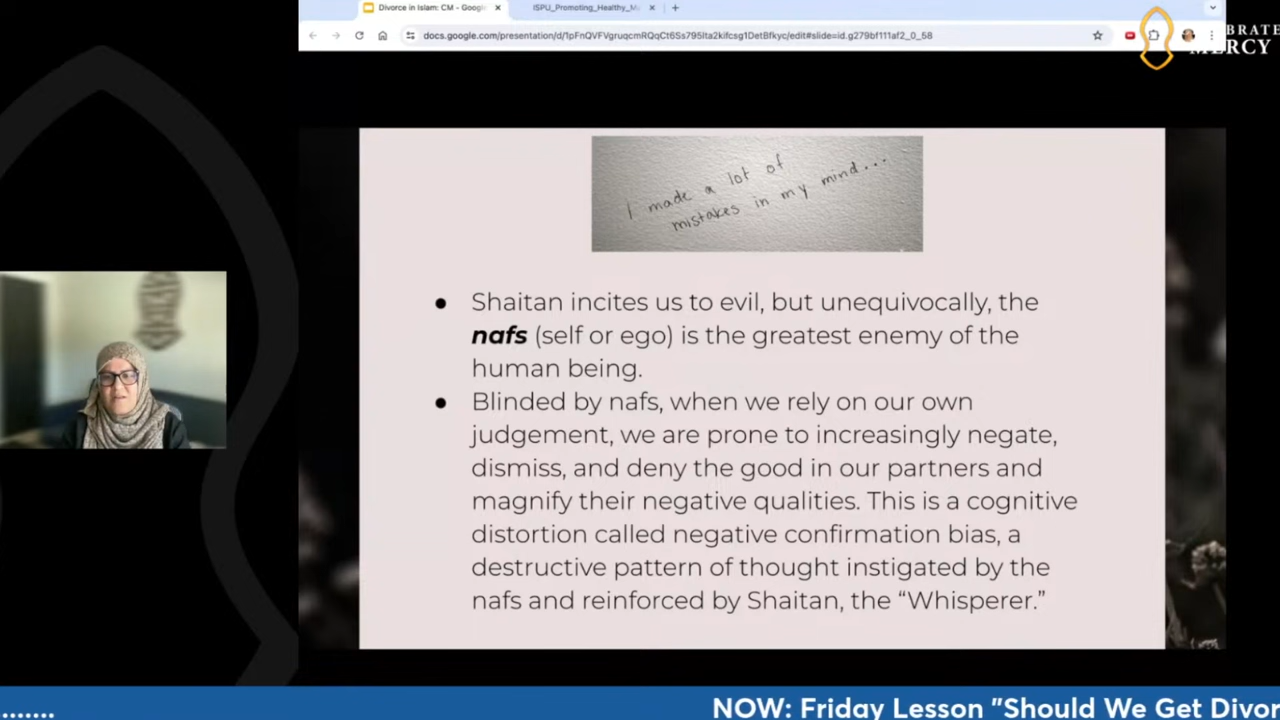 Divorce in Islam: CM - Google
ISPU_Promoting_Healthy_M
docs.google.com/presentation/d/1pFnQVFVgruqcmRQqCt6Ss795lta2kifcsg1DetBfkyc/edit#slide=id.g279bf111af2_0_58
BRATE
MERCY
I made a lot of
mistakes in my mind...
● Shaitan incites us to evil, but unequivocally, the
nafs (self or ego) is the greatest enemy of the
human being.
● Blinded by nafs, when we rely on our own
judgement, we are prone to increasingly negate,
dismiss, and deny the good in our partners and
magnify their negative qualities. This is a cognitive
distortion called negative confirmation bias, a
destructive pattern of thought instigated by the
nafs and reinforced by Shaitan, the “Whisperer.”
....... NOW: Friday Lesson "Should We Get Divor